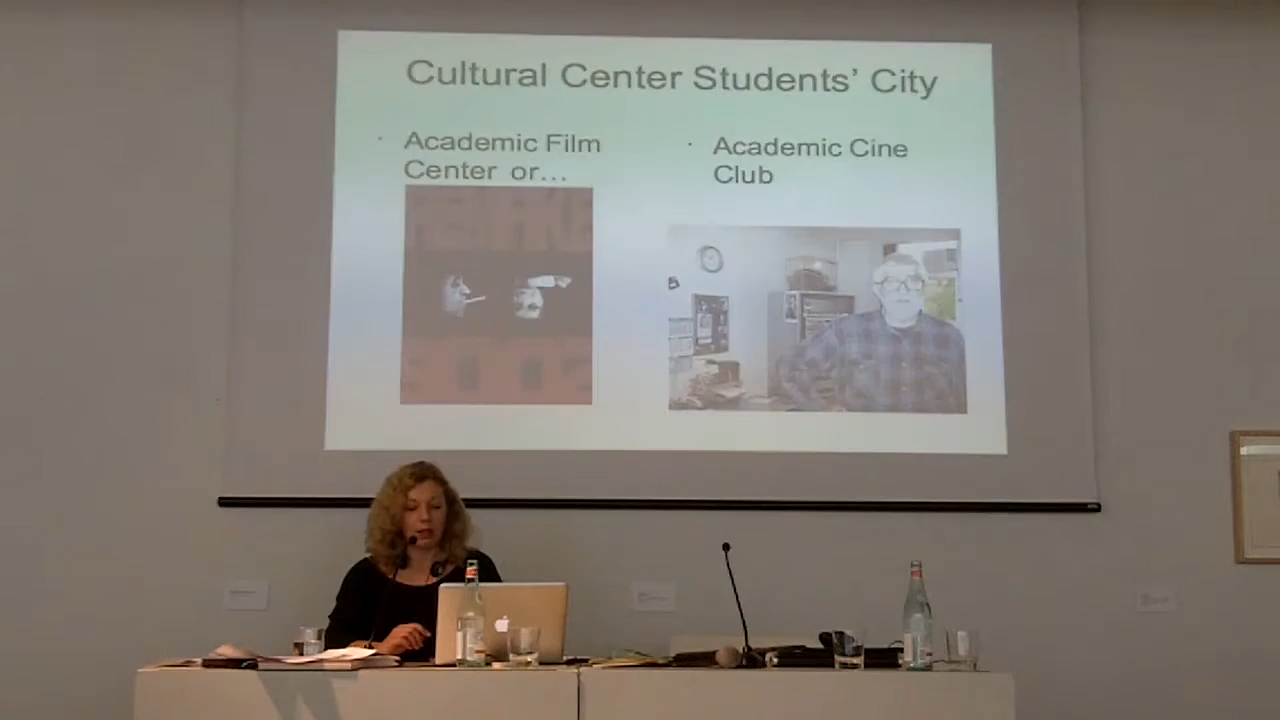 Cultural Center Students' City
· Academic Film
Center or...
· Academic Cine
Club